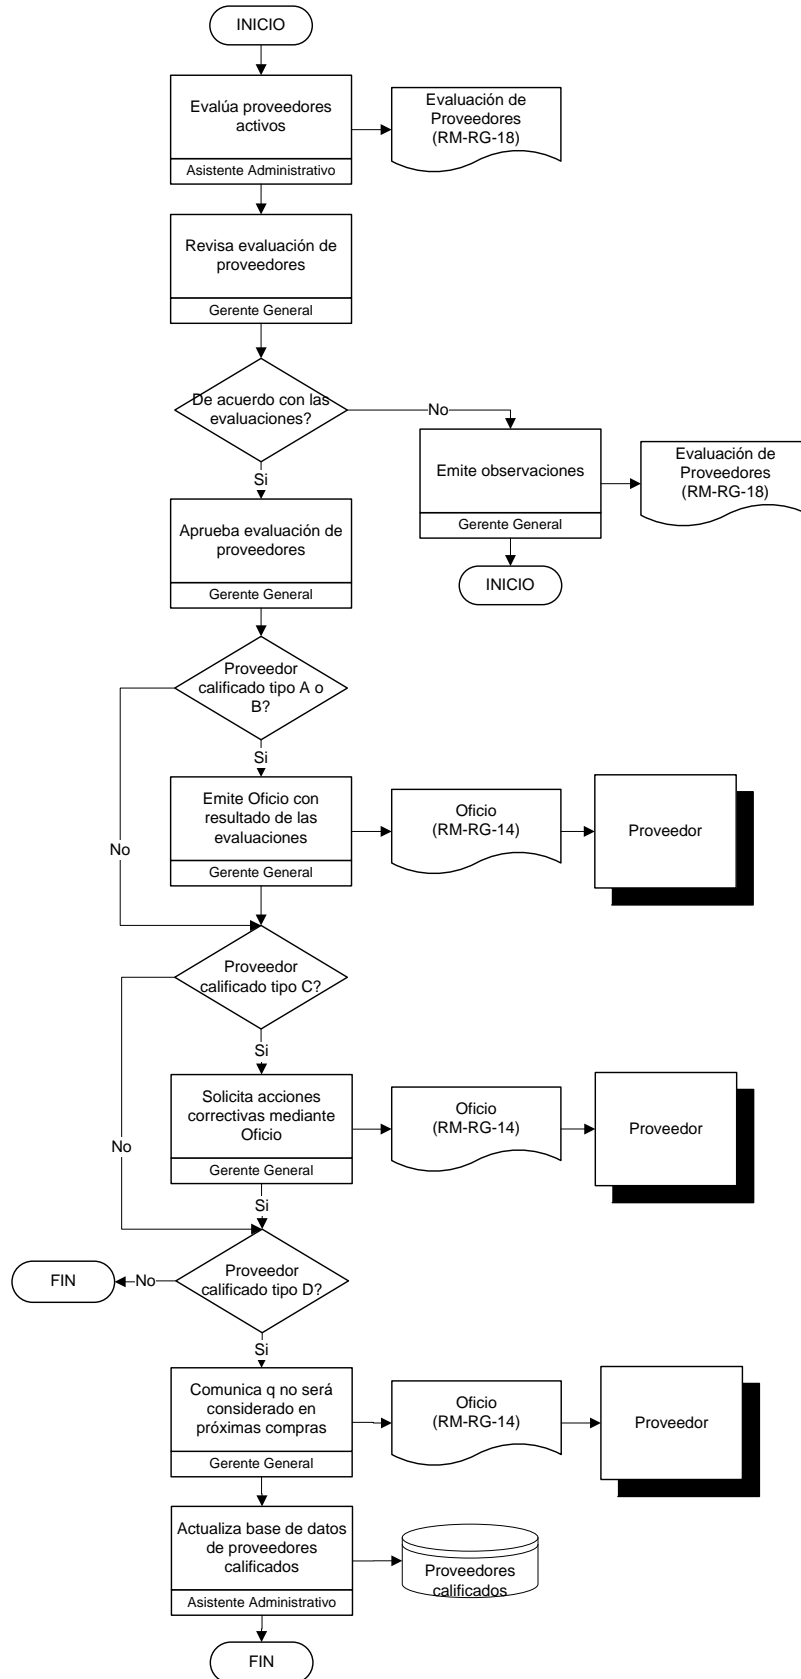 INICIO
Evalúa proveedores
activos
Asistente Administrativo
Evaluación de
Proveedores
(RM-RG-18)
Revisa evaluación de
proveedores
Gerente General
De acuerdo con las
evaluaciones?
No
Si
Emite observaciones
Gerente General
Evaluación de
Proveedores
(RM-RG-18)
INICIO
Aprueba evaluación de
proveedores
Gerente General
Proveedor
calificado tipo A o
B?
Si
No
Emite Oficio con
resultado de las
evaluaciones
Gerente General
Oficio
(RM-RG-14)
Proveedor
Proveedor
calificado tipo C?
Si
No
Solicita acciones
correctivas mediante
Oficio
Gerente General
Oficio
(RM-RG-14)
Proveedor
Si
Proveedor
calificado tipo D?
No
FIN
Si
Comunica q no será
considerado en
próximas compras
Gerente General
Oficio
(RM-RG-14)
Proveedor
Actualiza base de datos
de proveedores
calificados
Asistente Administrativo
Proveedores
calificados
FIN